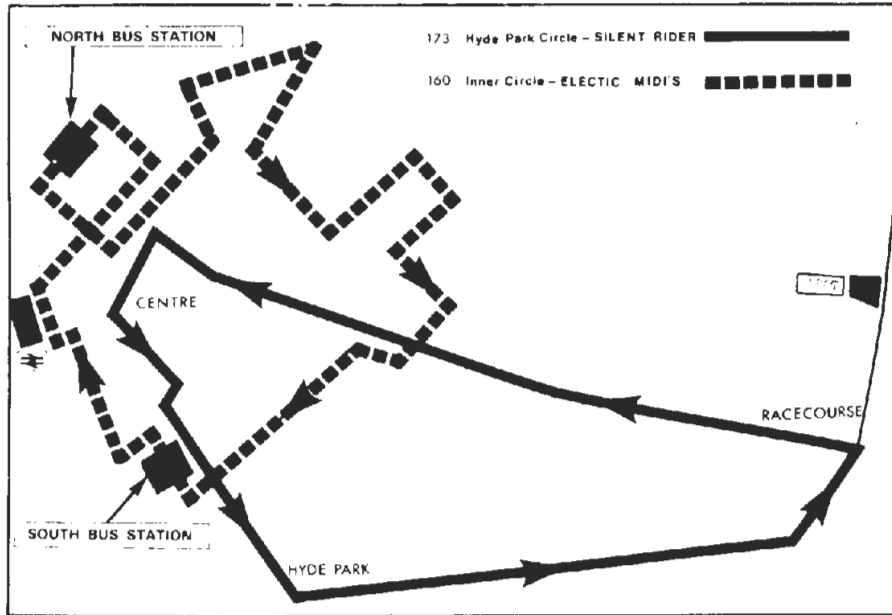 NORTH BUS STATION
173 Hyde Park Circle – SILENT RIDER
160 Inner Circle – ELECTIC MIDI'S
CENTRE
RACECOURSE
SOUTH BUS STATION
HYDE PARK